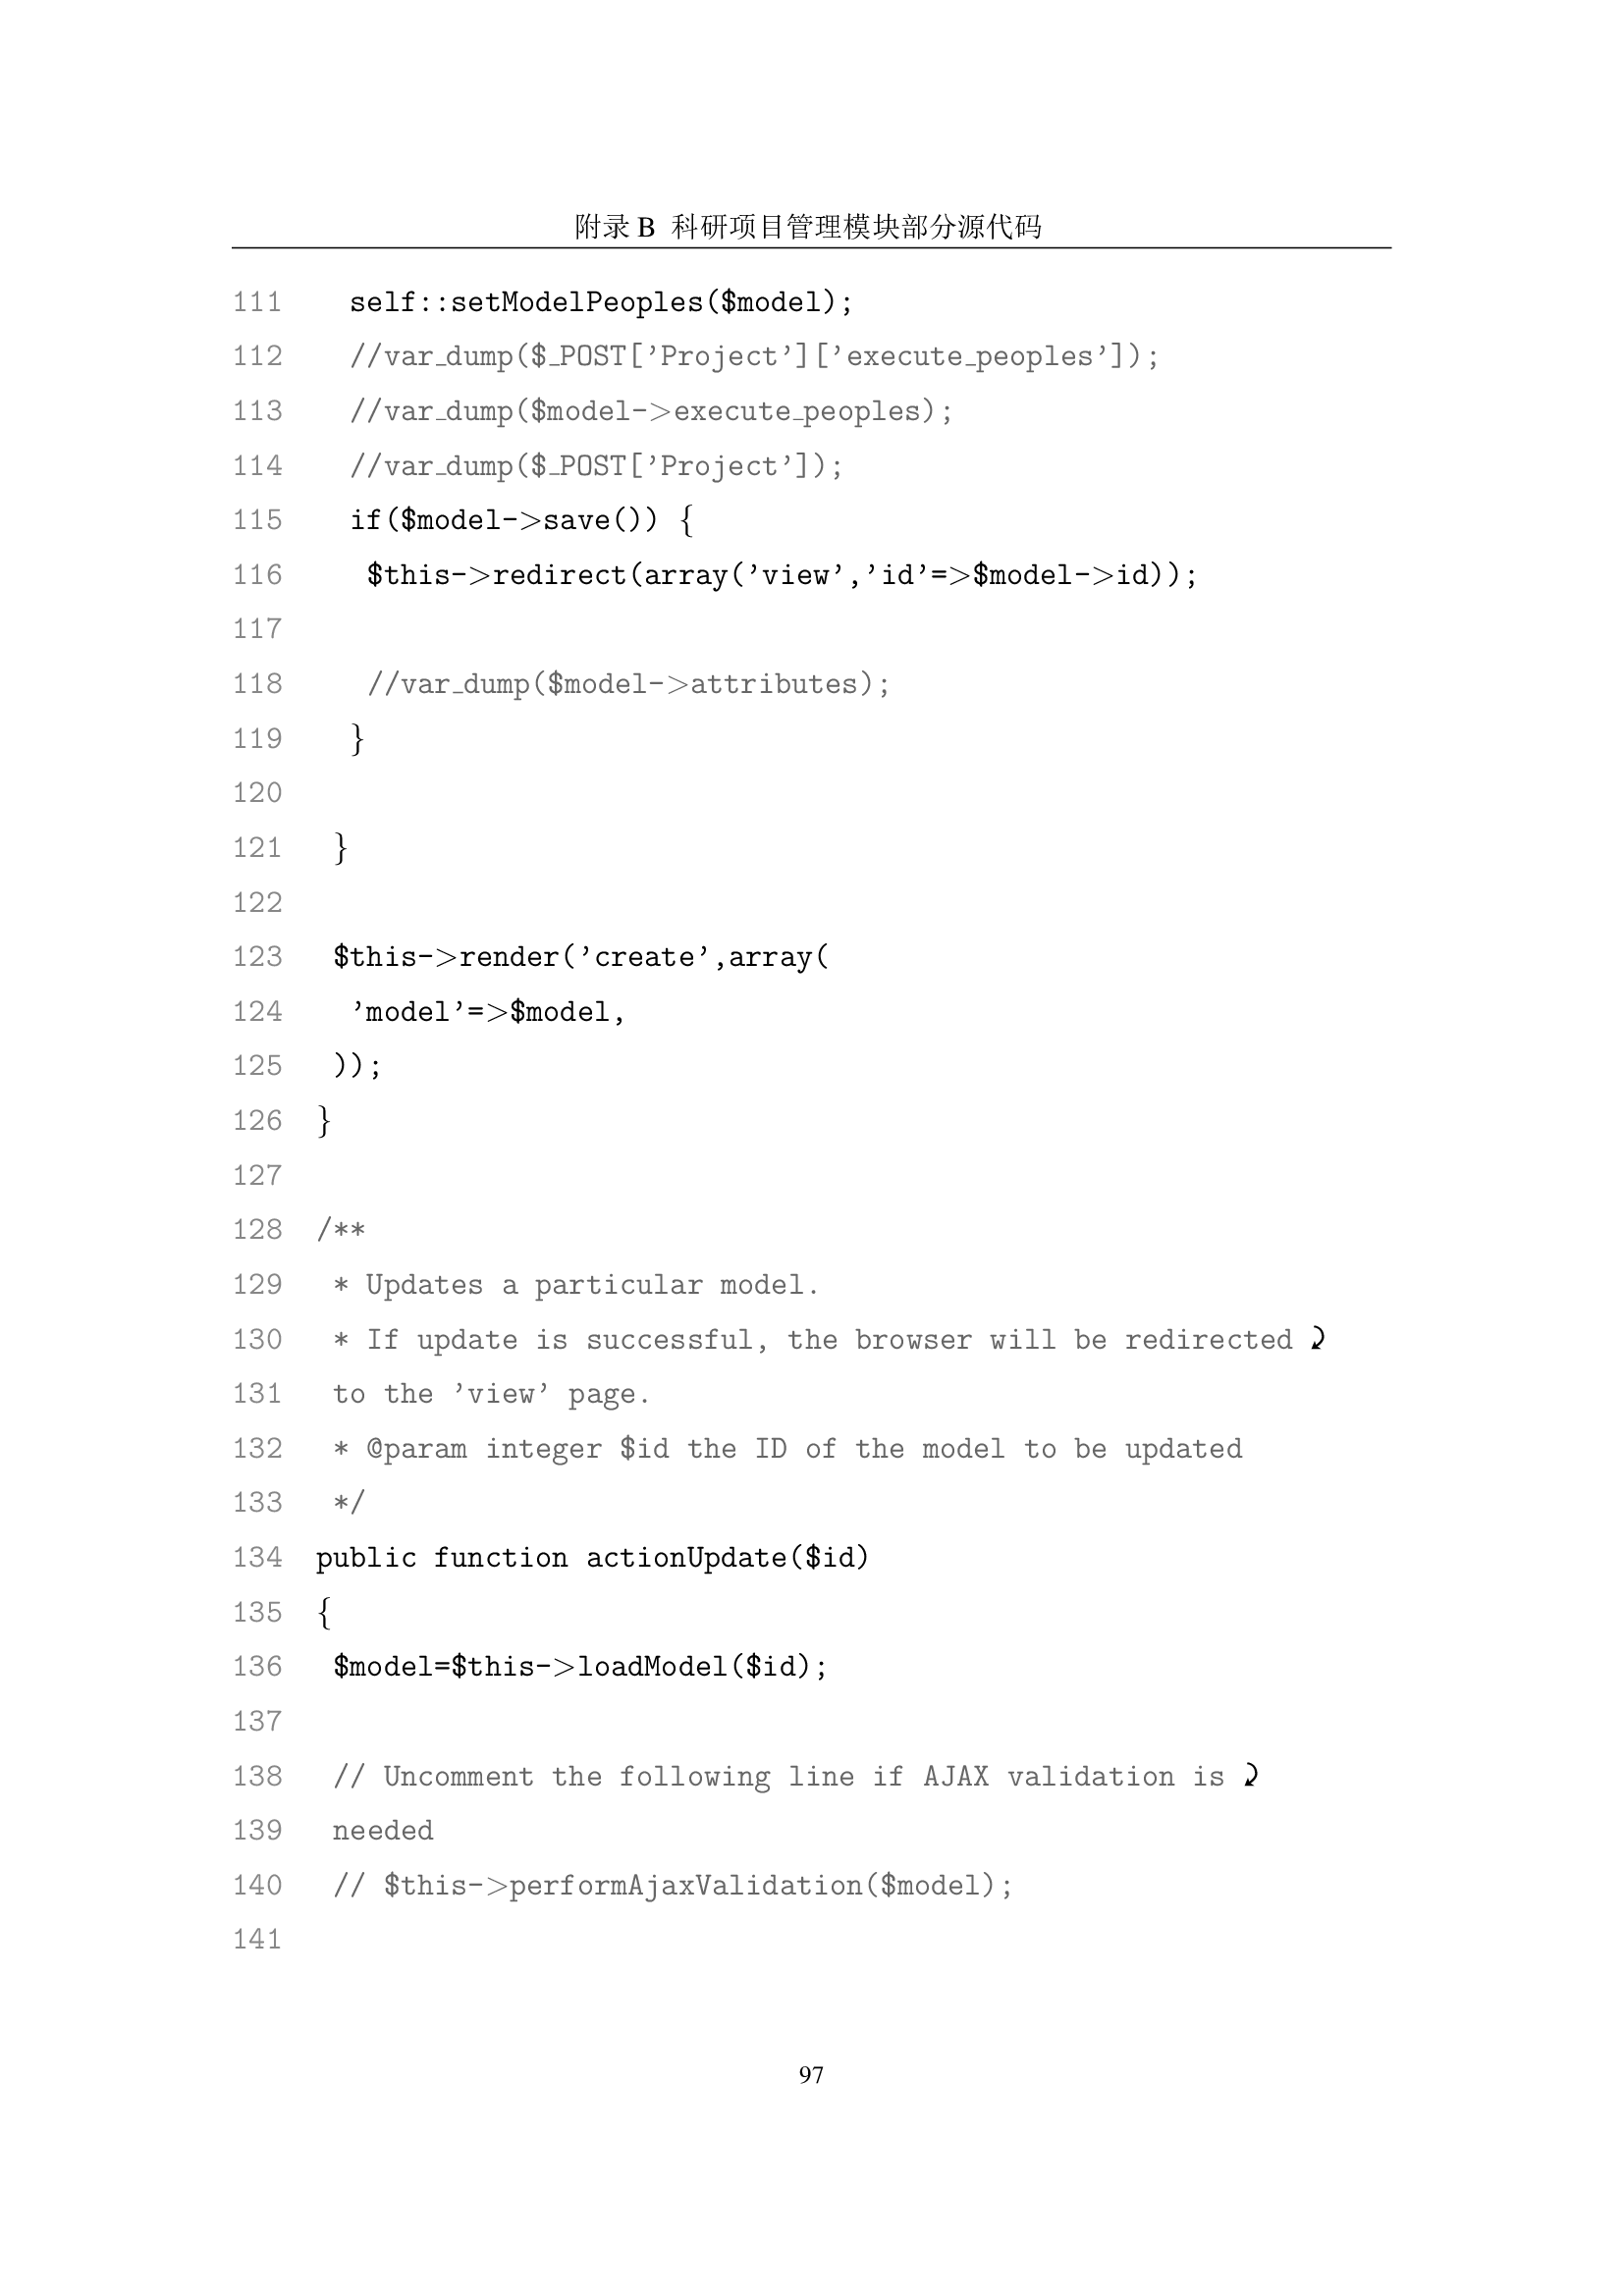 附录 B 科研项目管理模块部分源代码
111    self::setModelPeoples($model);
112    //var_dump($_POST['Project']['execute_peoples']);
113    //var_dump($model->execute_peoples);
114    //var_dump($_POST['Project']);
115    if($model->save()) {
116     $this->redirect(array('view','id'=>$model->id));
117
118     //var_dump($model->attributes);
119    }
120
121   }
122
123   $this->render('create',array(
124    'model'=>$model,
125   ));
126  }
127
128  /**
129   * Updates a particular model.
130   * If update is successful, the browser will be redirected ⤸
131   to the 'view' page.
132   * @param integer $id the ID of the model to be updated
133   */
134  public function actionUpdate($id)
135  {
136   $model=$this->loadModel($id);
137
138   // Uncomment the following line if AJAX validation is ⤸
139   needed
140   // $this->performAjaxValidation($model);
141
97